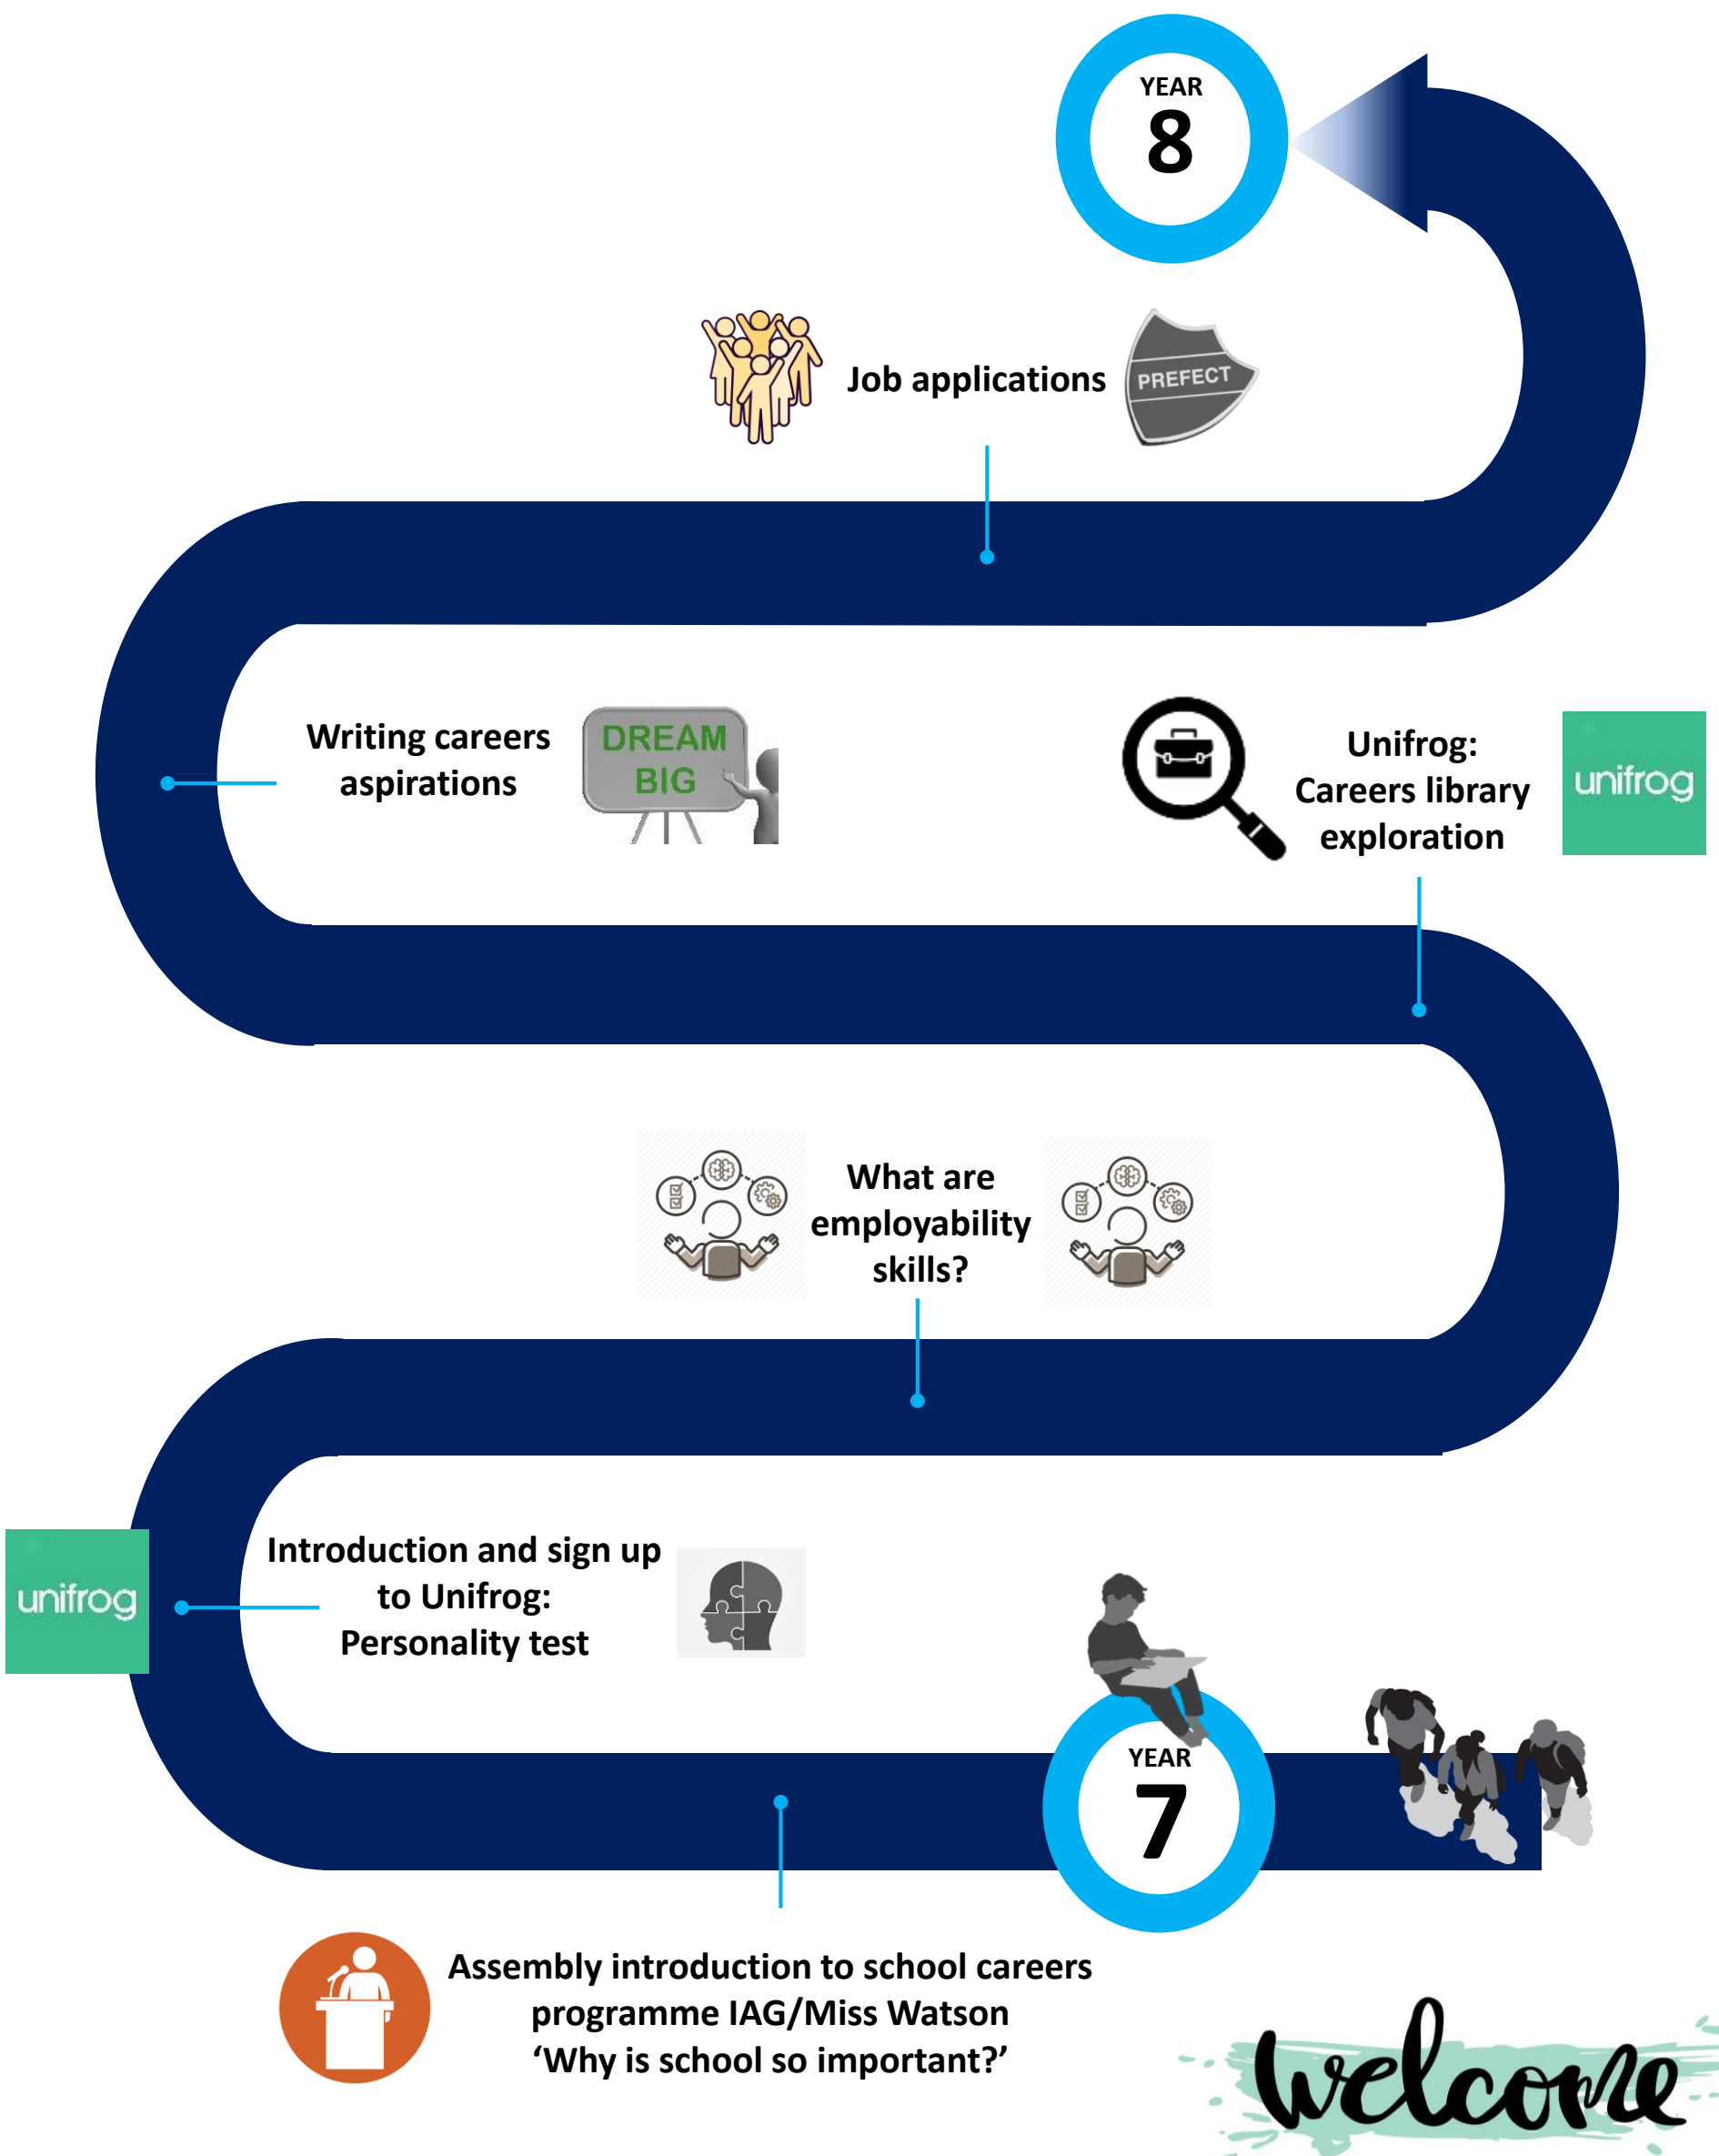 YEAR
8
Job applications
PREFECT
Writing careers
aspirations
DREAM
BIG
Unifrog:
Careers library
exploration
unifrog
What are
employability
skills?
unifrog
Introduction and sign up
to Unifrog:
Personality test
YEAR
7
Assembly introduction to school careers
programme IAG/Miss Watson
‘Why is school so important?’
welcome